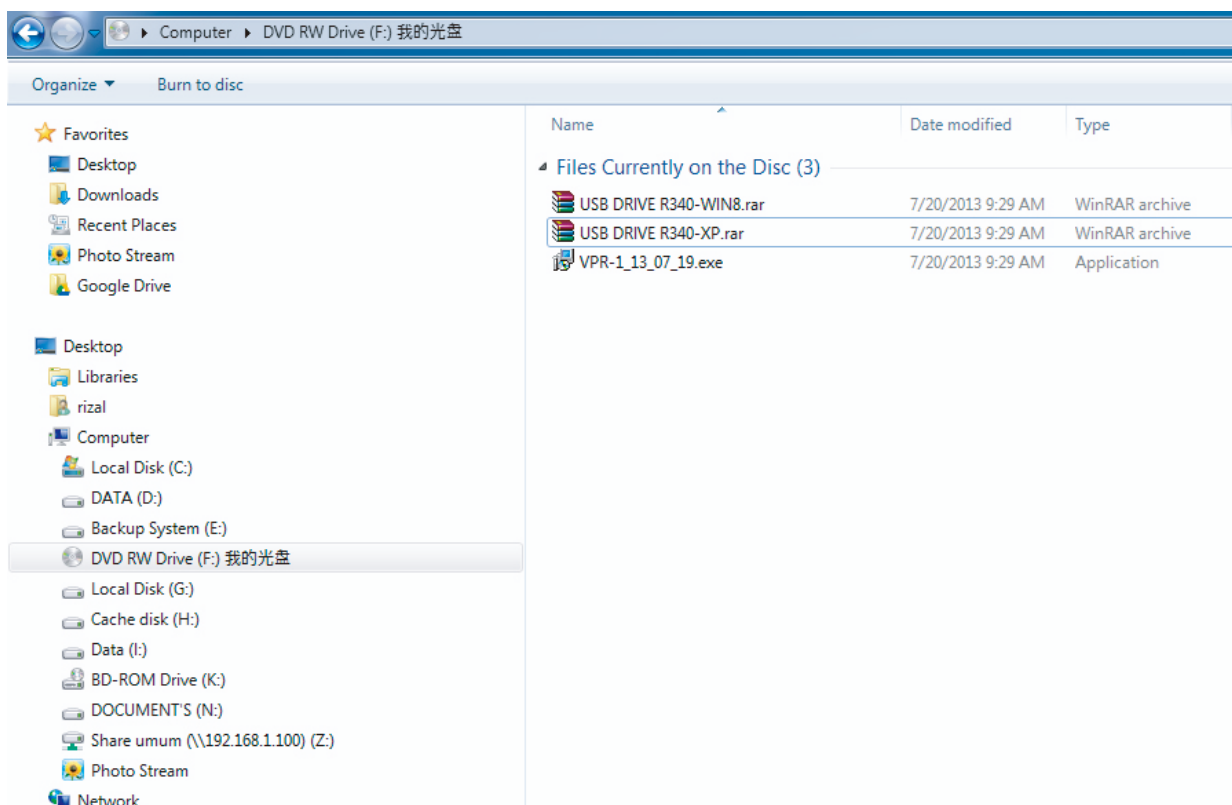 Computer ▸ DVD RW Drive (F:) 我的光盘
Organize Burn to disc
Favorites
Desktop
Downloads
Recent Places
Photo Stream
Google Drive
Desktop
Libraries
rizal
Computer
Local Disk (C:)
DATA (D:)
Backup System (E:)
DVD RW Drive (F:) 我的光盘
Local Disk (G:)
Cache disk (H:)
Data (I:)
BD-ROM Drive (K:)
DOCUMENT'S (N:)
Share umum (\\192.168.1.100) (Z:)
Photo Stream
Network
Name Date modified Type
Files Currently on the Disc (3)
USB DRIVE R340-WIN8.rar 7/20/2013 9:29 AM WinRAR archive
USB DRIVE R340-XP.rar 7/20/2013 9:29 AM WinRAR archive
VPR-1_13_07_19.exe 7/20/2013 9:29 AM Application